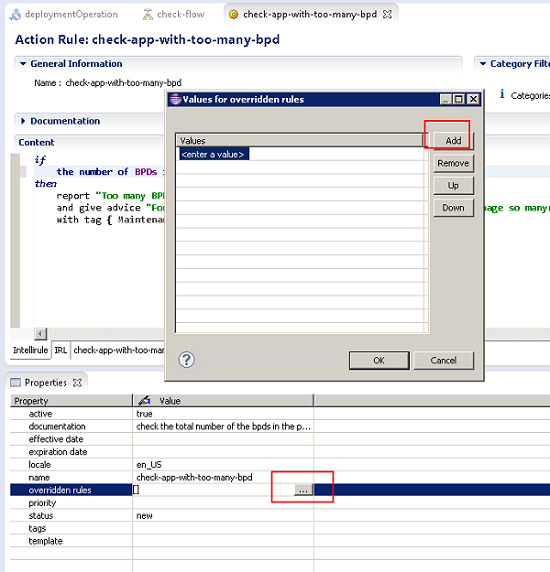 deploymentOperation check-flow check-app-with-too-many-bpd
Action Rule: check-app-with-too-many-bpd
General Information
Category Filte
Name : check-app-with-too-many-bpd
Categories
Documentation
Content
if
the number of BPDs
then
report "Too many BP
and give advice "Fo
age so many
with tag { Maintena
Values for overridden rules
Values
<enter a value>
Add
Remove
Up
Down
OK
Cancel
Intellirule IRL check-app-with-too-man
Properties
Property Value
active true
documentation check the total number of the bpds in the p...
effective date
expiration date
locale en_US
name check-app-with-too-many-bpd
overridden rules [] ...
priority
status new
tags
template